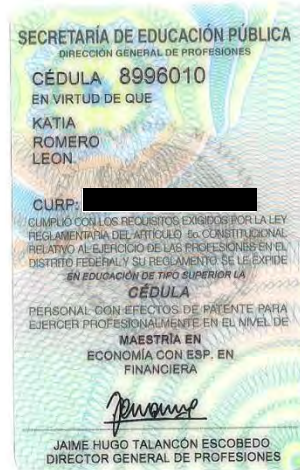 SECRETARÍA DE EDUCACIÓN PÚBLICA
DIRECCIÓN GENERAL DE PROFESIONES
CÉDULA 8996010
EN VIRTUD DE QUE
KATIA
ROMERO
LEON
CURP:
CUMPLIÓ CON LOS REQUISITOS EXIGIDOS POR LA LEY
REGLAMENTARIA DEL ARTÍCULO 5o. CONSTITUCIONAL
RELATIVO AL EJERCICIO DE LAS PROFESIONES EN EL
DISTRITO FEDERAL Y SU REGLAMENTO SE LE EXPIDE
EN EDUCACIÓN DE TIPO SUPERIOR LA
CÉDULA
PERSONAL CON EFECTOS DE PATENTE PARA
EJERCER PROFESIONALMENTE EN EL NIVEL DE
MAESTRÍA EN
ECONOMÍA CON ESP. EN
FINANCIERA
JAIME HUGO TALANCÓN ESCOBEDO
DIRECTOR GENERAL DE PROFESIONES